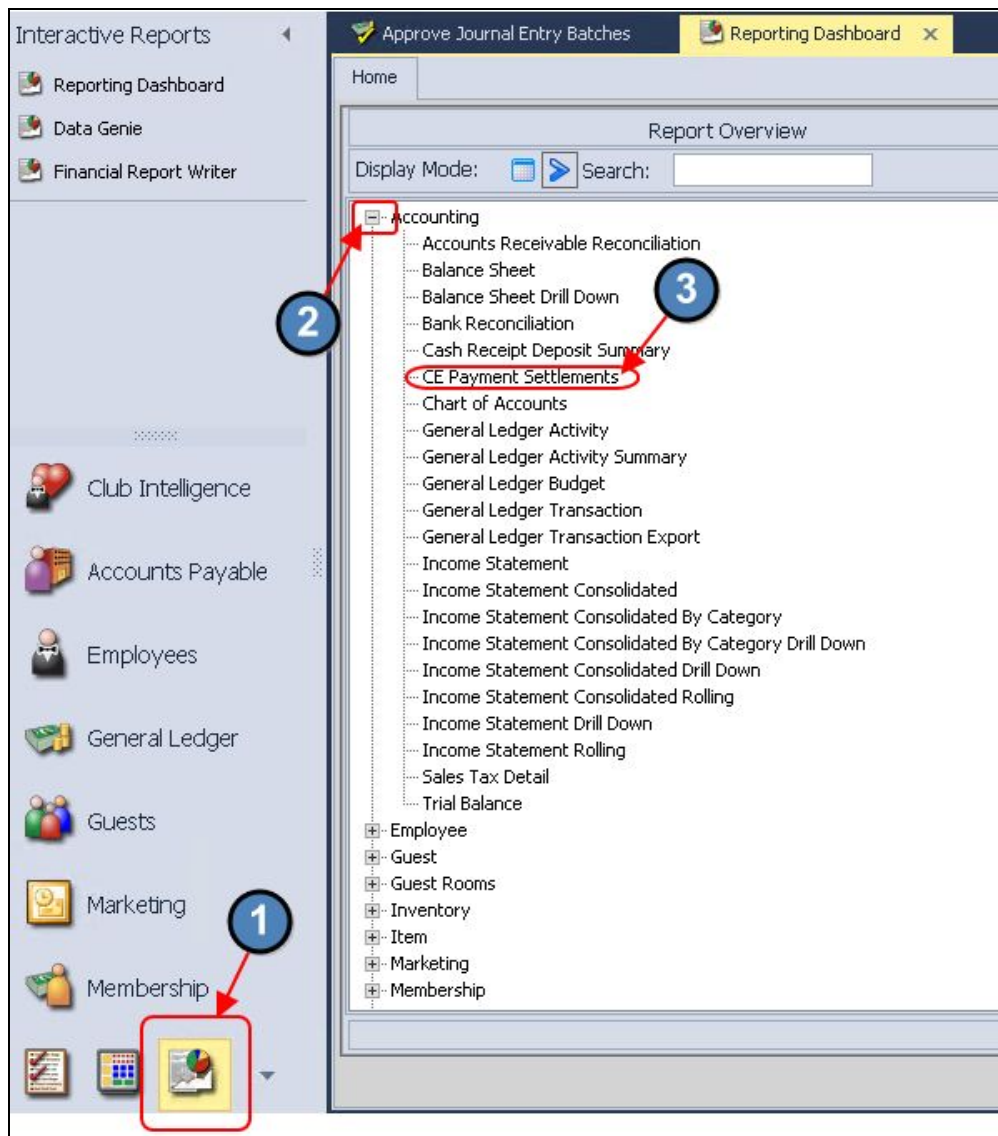 Interactive Reports
Reporting Dashboard
Data Genie
Financial Report Writer
Club Intelligence
Accounts Payable
Employees
General Ledger
Guests
Marketing
Membership
1
Approve Journal Entry Batches
Reporting Dashboard
Home
Report Overview
Display Mode:
Search:
Accounting
Accounts Receivable Reconciliation
Balance Sheet
Balance Sheet Drill Down
Bank Reconciliation
Cash Receipt Deposit Summary
CE Payment Settlements
Chart of Accounts
General Ledger Activity
General Ledger Activity Summary
General Ledger Budget
General Ledger Transaction
General Ledger Transaction Export
Income Statement
Income Statement Consolidated
Income Statement Consolidated By Category
Income Statement Consolidated By Category Drill Down
Income Statement Consolidated Drill Down
Income Statement Consolidated Rolling
Income Statement Drill Down
Income Statement Rolling
Sales Tax Detail
Trial Balance
Employee
Guest
Guest Rooms
Inventory
Item
Marketing
Membership
2
3